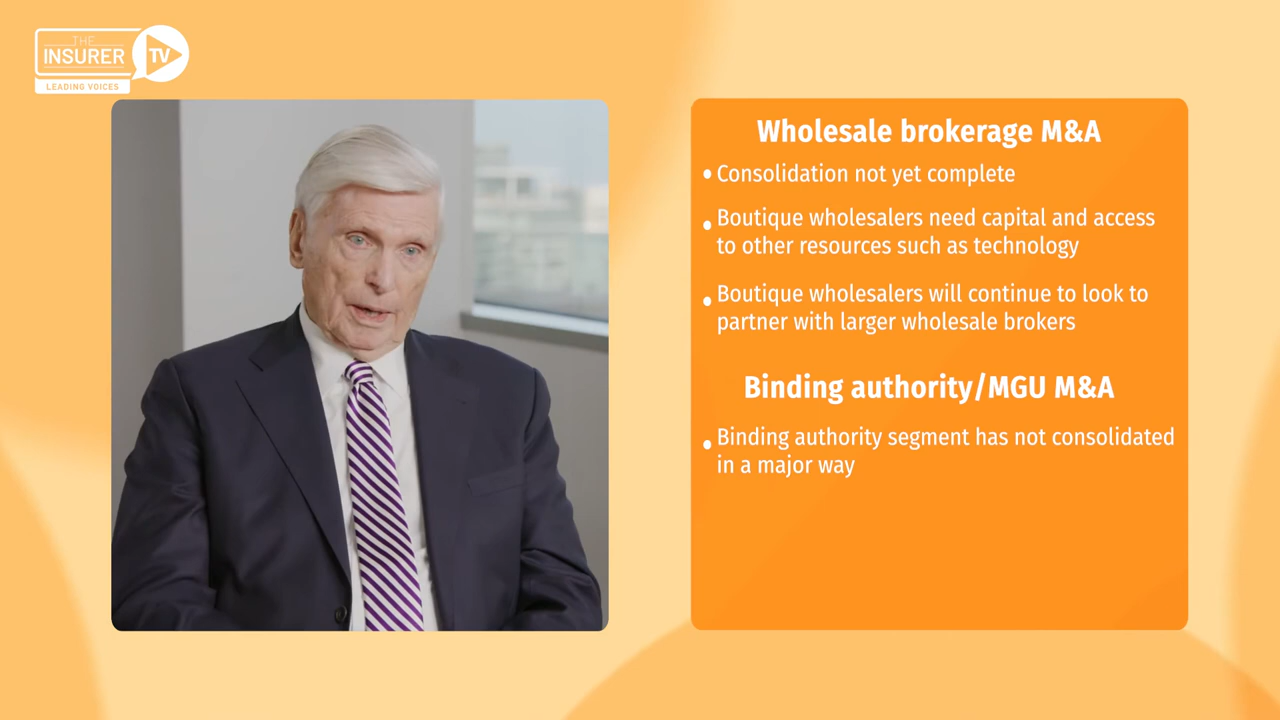 THE
INSURER
TV
LEADING VOICES
Wholesale brokerage M&A
• Consolidation not yet complete
• Boutique wholesalers need capital and access
to other resources such as technology
• Boutique wholesalers will continue to look to
partner with larger wholesale brokers
Binding authority/MGU M&A
• Binding authority segment has not consolidated
in a major way